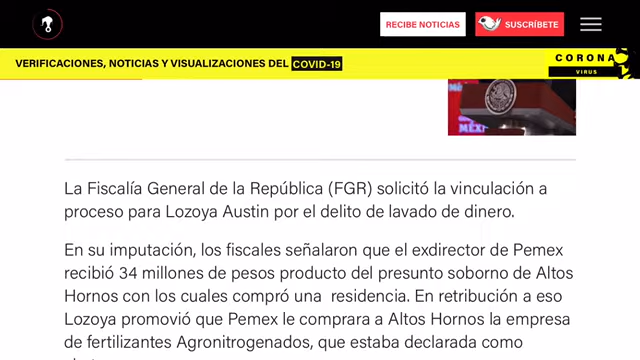 RECIBE NOTICIAS
SUSCRÍBETE
VERIFICACIONES, NOTICIAS Y VISUALIZACIONES DEL COVID-19
CORONA
VIRUS
La Fiscalía General de la República (FGR) solicitó la vinculación a
proceso para Lozoya Austin por el delito de lavado de dinero.
En su imputación, los fiscales señalaron que el exdirector de Pemex
recibió 34 millones de pesos producto del presunto soborno de Altos
Hornos con los cuales compró una residencia. En retribución a eso
Lozoya promovió que Pemex le comprara a Altos Hornos la empresa
de fertilizantes Agronitrogenados, que estaba declarada como